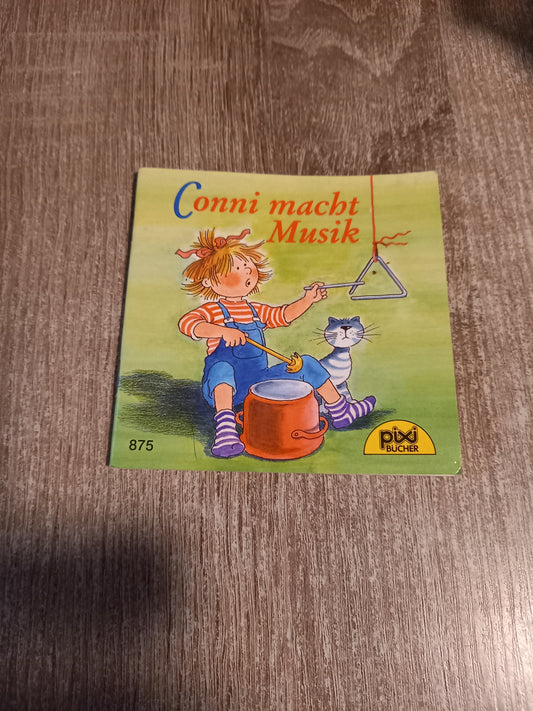 Conni macht
Musik
875
pixi
BÜCHER